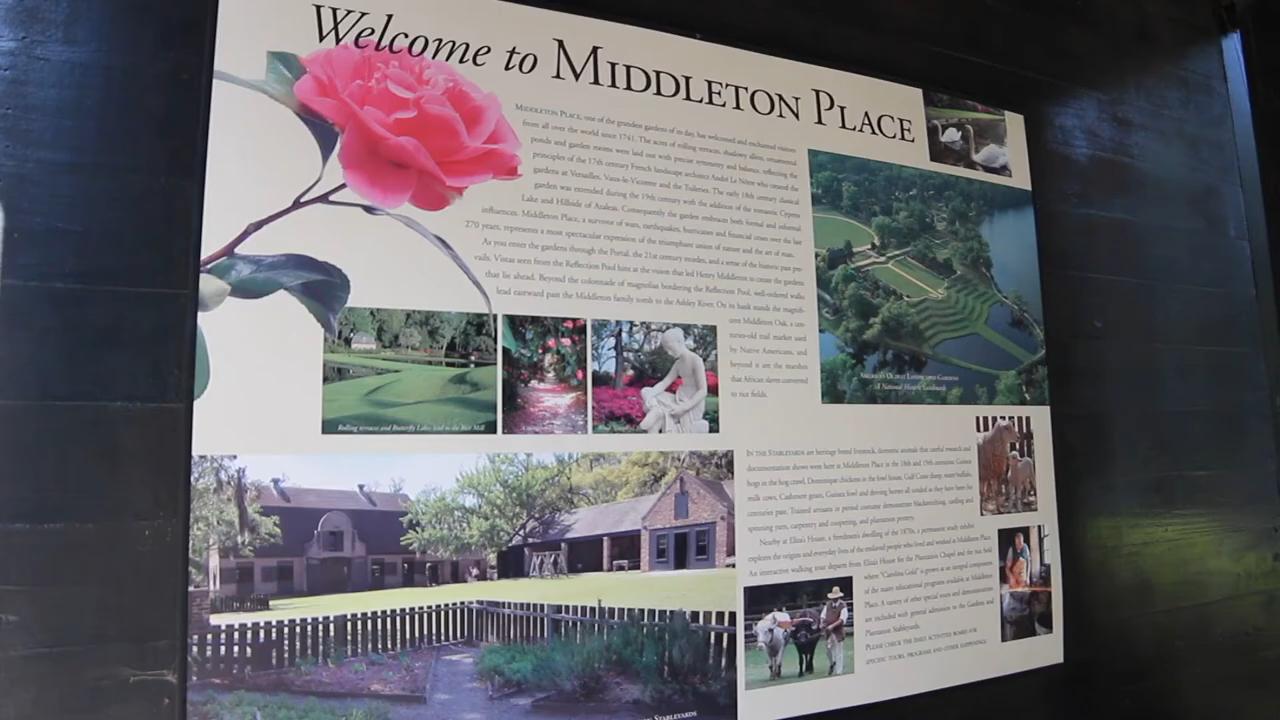 Welcome to MIDDLETON PLACE
MIDDLETON PLACE, one of the grandest gardens of its day, has welcomed and enchanted visitors
from all over the world since 1741. The acres of rolling terraces, shadowy allées, ornamental
ponds and garden rooms were laid out with precise symmetry and balance, reflecting the
principles of the 17th century French landscape architect André Le Nôtre who created the
gardens at Versailles, Vaux-le-Vicomte and the Tuileries. The early 18th century classical
garden was extended during the 19th century with the addition of the romantic Cypress
Lake and Hillside of Azaleas. Consequently the garden embraces both formal and informal
influences. Middleton Place, a survivor of wars, earthquakes, hurricanes and financial crises over the last
270 years, represents a most spectacular expression of the triumphant union of nature and the art of man.
As you enter the gardens through the Portal, the 21st century recedes, and a sense of the historic past pre-
vails. Vistas seen from the Reflection Pool hint at the vision that led Henry Middleton to create the gardens
that lie ahead. Beyond the colonnade of magnolias bordering the Reflection Pool, well-ordered walks
lead eastward past the Middleton family tomb to the Ashley River. On its bank stands the magnifi-
cent Middleton Oak, a cen-
turies-old trail marker used
by Native Americans, and
beyond it are the marshes
that African slaves converted
to rice fields.
AMERICA'S OLDEST LANDSCAPED GARDENS
A National Historic Landmark
Rolling terraces and Butterfly Lakes lead to the Rice Mill
IN THE STABLEYARDS are heritage breed livestock, domestic animals that careful research and
documentation shows were here at Middleton Place in the 18th and 19th centuries: Guinea
hogs in the hog crawl, Dominique chickens in the fowl house, Gulf Coast sheep, water buffalo,
milk cows, Cashmere goats, Guinea fowl and driving horses all tended as they have been for
centuries past. Trained artisans in period costume demonstrate blacksmithing, carding and
spinning yarn, carpentry and coopering, and plantation pottery.
Nearby at Eliza's House, a freedmen's dwelling of the 1870s, a permanent study exhibit
explores the origins and everyday lives of the enslaved people who lived and worked at Middleton Place.
An interactive walking tour departs from Eliza's House for the Plantation Chapel and the rice field
where "Carolina Gold" is grown as an integral component
of the many educational programs available at Middleton
Place. A variety of other special tours and demonstrations
are included with general admission to the Gardens and
Plantation Stableyards.
PLEASE CHECK THE DAILY ACTIVITIES BOARD FOR
SPECIFIC TOURS, PROGRAMS AND OTHER HAPPENINGS.
STABLEYARDS